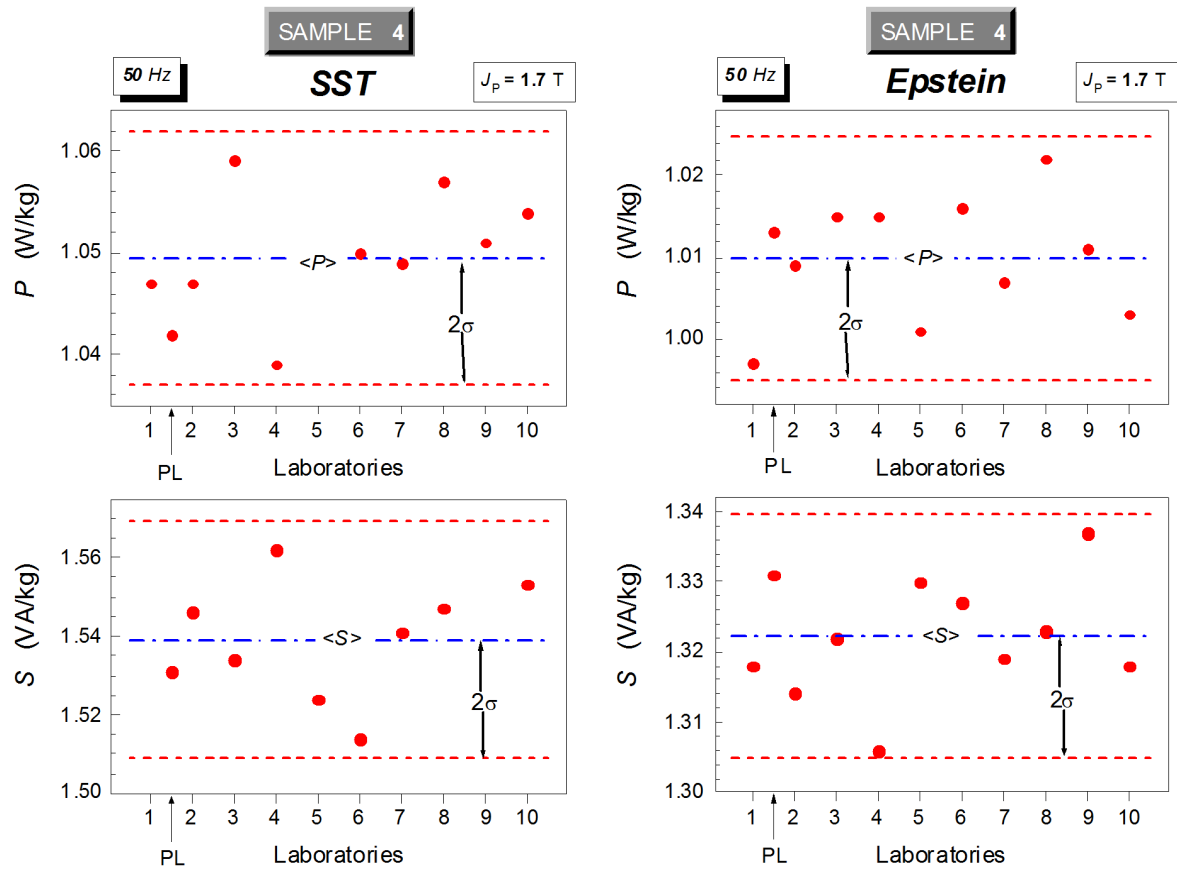 SAMPLE 4
50 Hz
SST
J_P = 1.7 T
P (W/kg)
1.06
1.05
1.04
<P>
2σ
1 2 3 4 5 6 7 8 9 10
PL
Laboratories
SAMPLE 4
50 Hz
Epstein
J_P = 1.7 T
P (W/kg)
1.02
1.01
1.00
<P>
2σ
1 2 3 4 5 6 7 8 9 10
PL
Laboratories
S (VA/kg)
1.56
1.54
1.52
1.50
<S>
2σ
1 2 3 4 5 6 7 8 9 10
PL
Laboratories
S (VA/kg)
1.34
1.33
1.32
1.31
1.30
<S>
2σ
1 2 3 4 5 6 7 8 9 10
PL
Laboratories